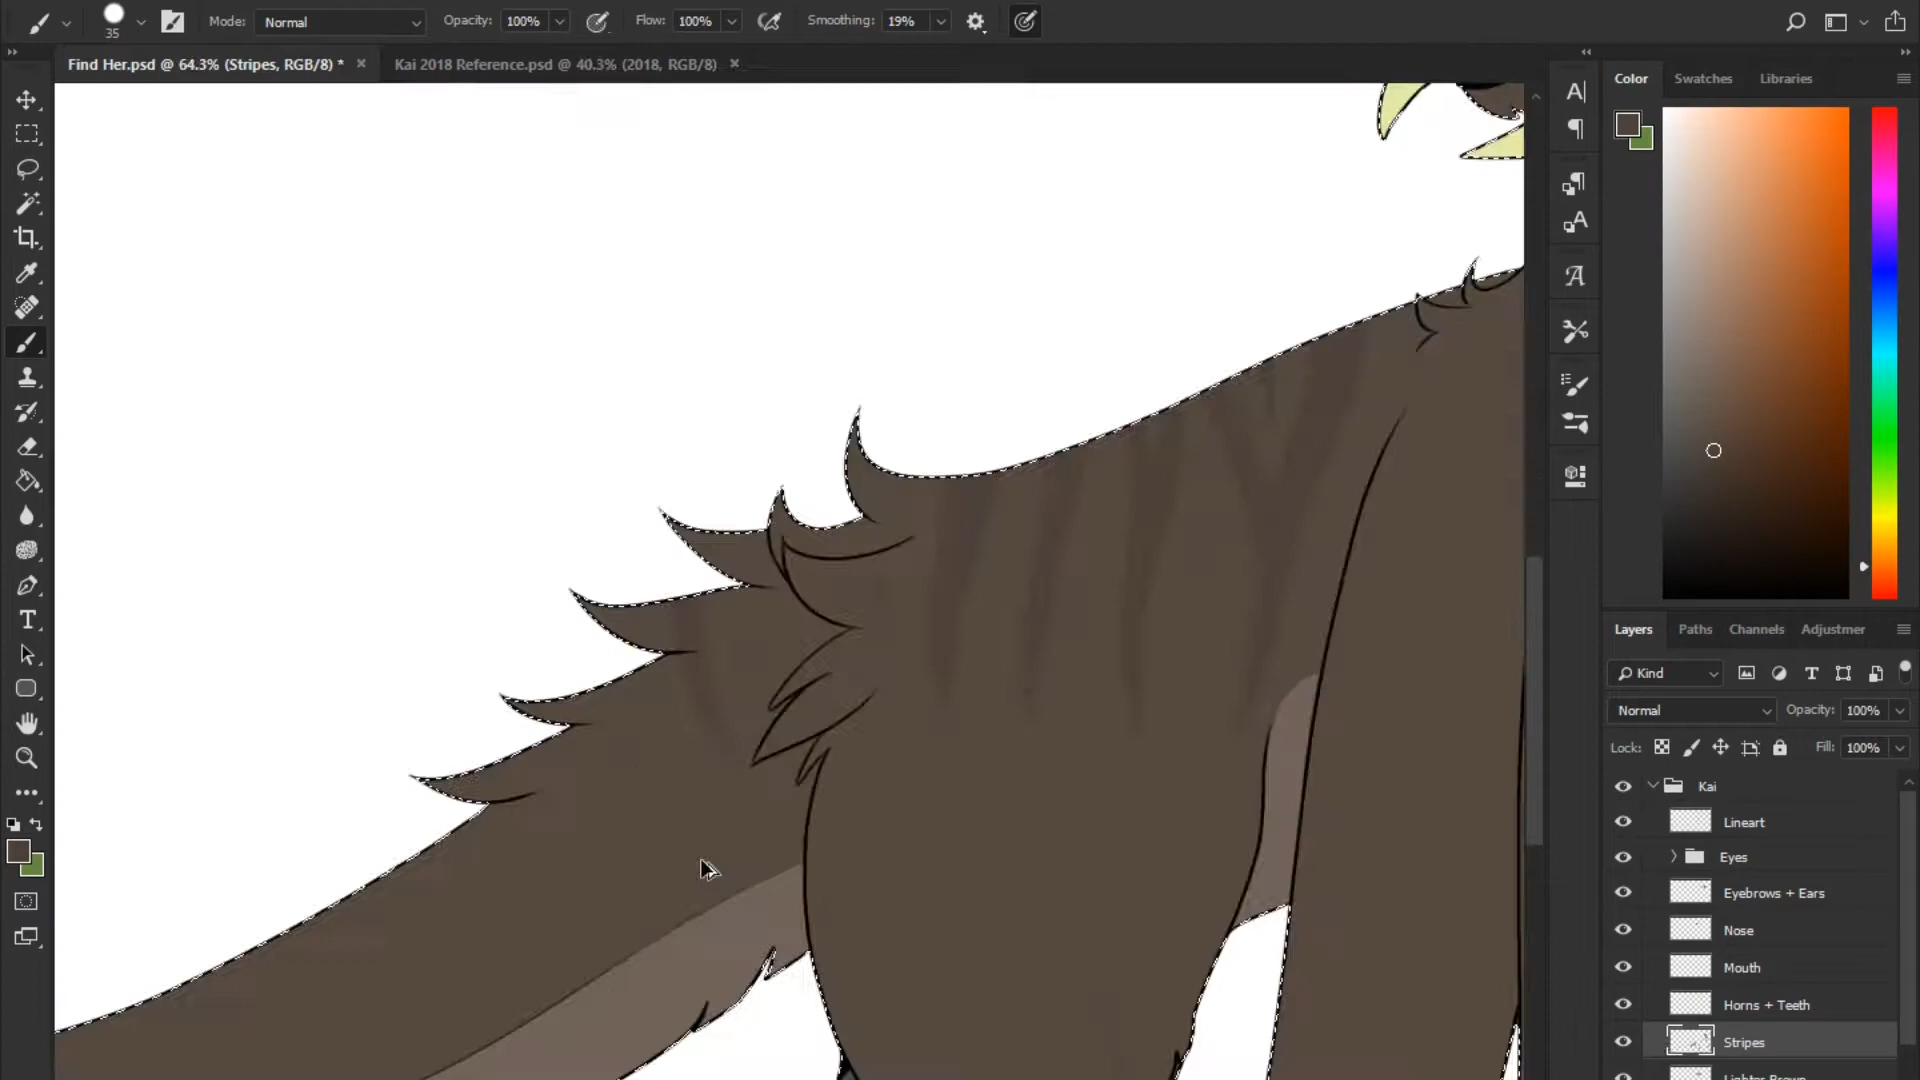 Mode: Normal Opacity: 100% Flow: 100% Smoothing: 19%
35
Find Her.psd @ 64.3% (Stripes, RGB/8) * Kai 2018 Reference.psd @ 40.3% (2018, RGB/8)
Color Swatches Libraries
Layers Paths Channels Adjustmer
Kind
Normal Opacity: 100%
Lock: Fill: 100%
Kai
Lineart
Eyes
Eyebrows + Ears
Nose
Mouth
Horns + Teeth
Stripes
Lighter Brown